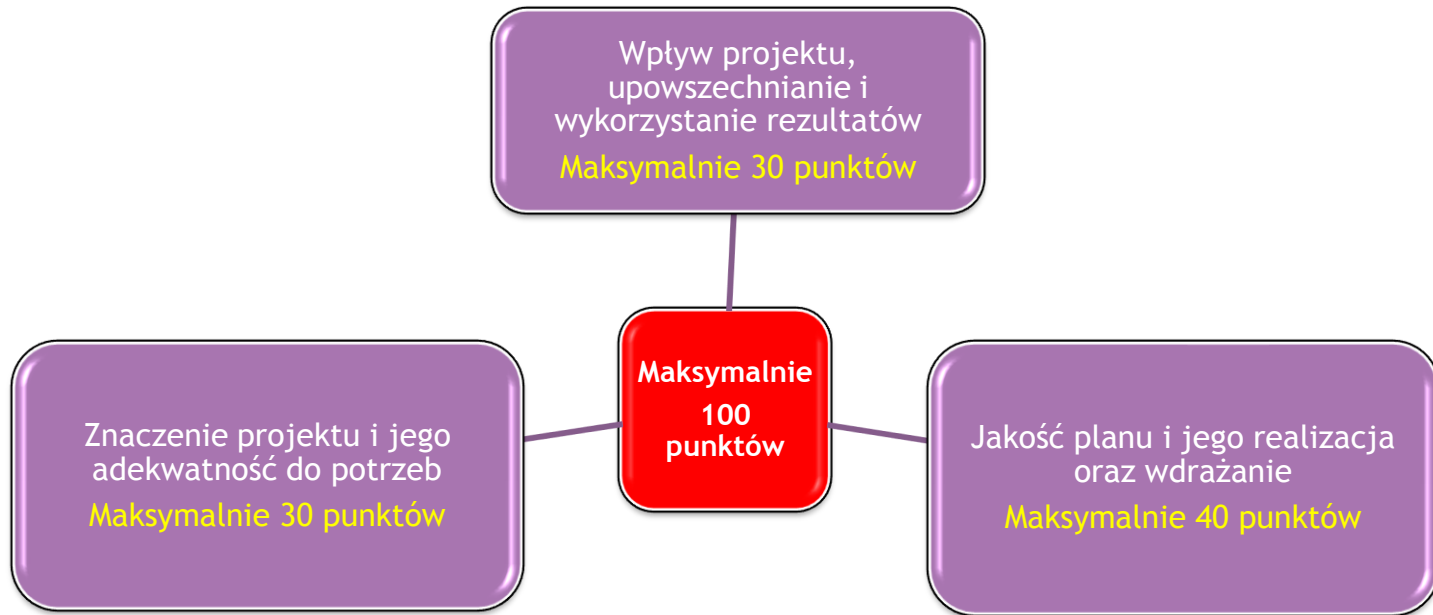 Wpływ projektu,
upowszechnianie i
wykorzystanie rezultatów
Maksymalnie 30 punktów
Maksymalnie
100
punktów
Znaczenie projektu i jego
adekwatność do potrzeb
Maksymalnie 30 punktów
Jakość planu i jego realizacja
oraz wdrażanie
Maksymalnie 40 punktów